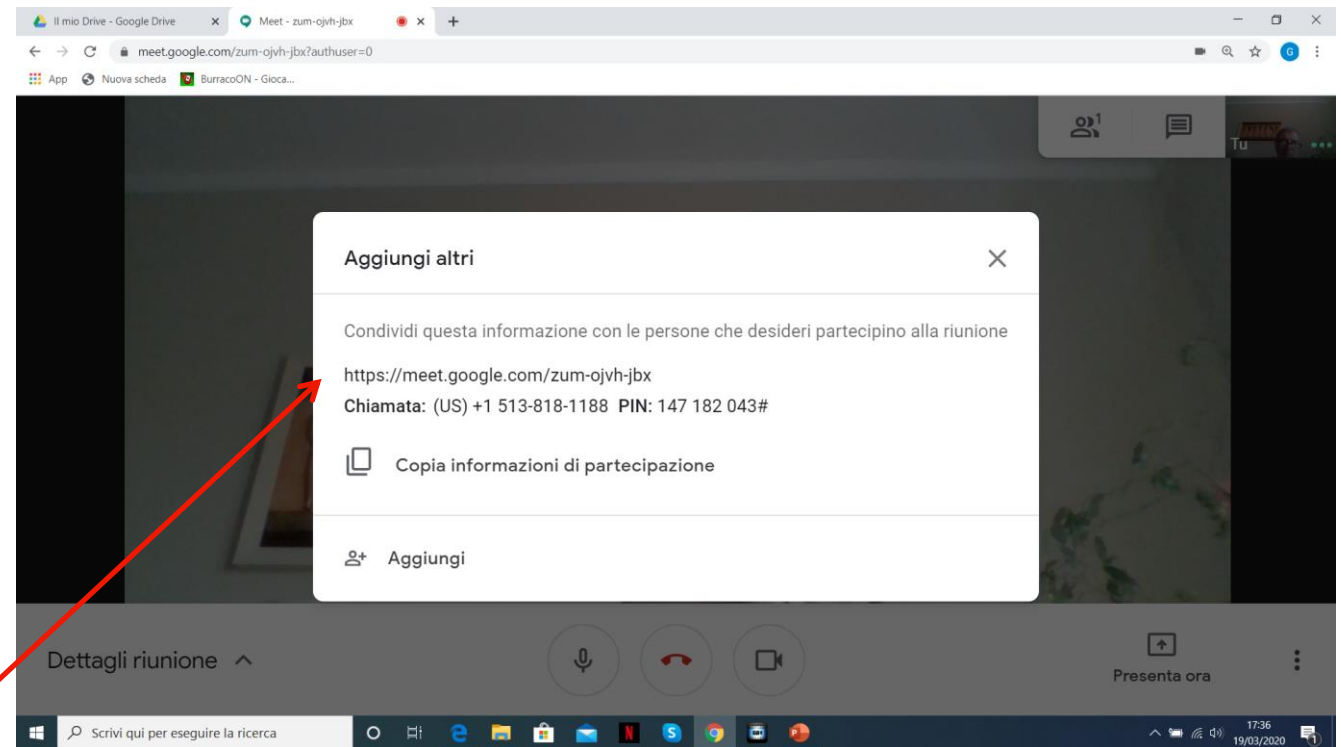 Il mio Drive - Google Drive
Meet - zum-ojvh-jbx
meet.google.com/zum-ojvh-jbx?authuser=0
G
App
Nuova scheda
BurracoON - Gioca...
1
Tu
Aggiungi altri
Condividi questa informazione con le persone che desideri partecipino alla riunione
https://meet.google.com/zum-ojvh-jbx
Chiamata: (US) +1 513-818-1188 PIN: 147 182 043#
Copia informazioni di partecipazione
Aggiungi
Dettagli riunione
Presenta ora
Scrivi qui per eseguire la ricerca
17:36
19/03/2020
1